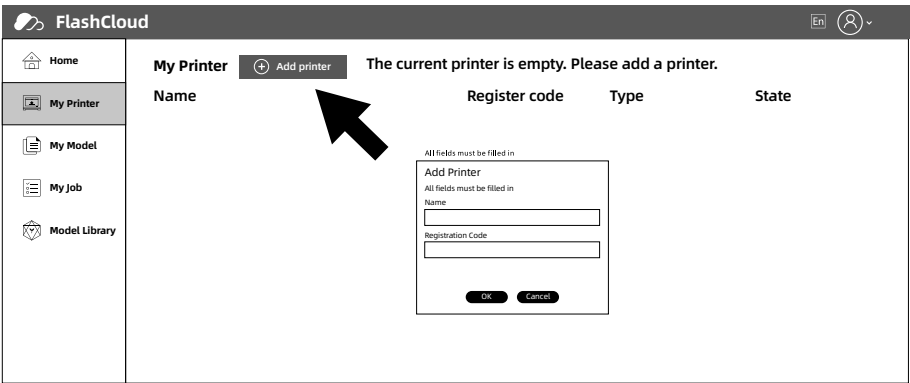 FlashCloud En
Home
My Printer
My Model
My Job
Model Library
My Printer Add printer The current printer is empty. Please add a printer.
Name Register code Type State
All fields must be filled in
Add Printer
All fields must be filled in
Name
Registration Code
OK Cancel